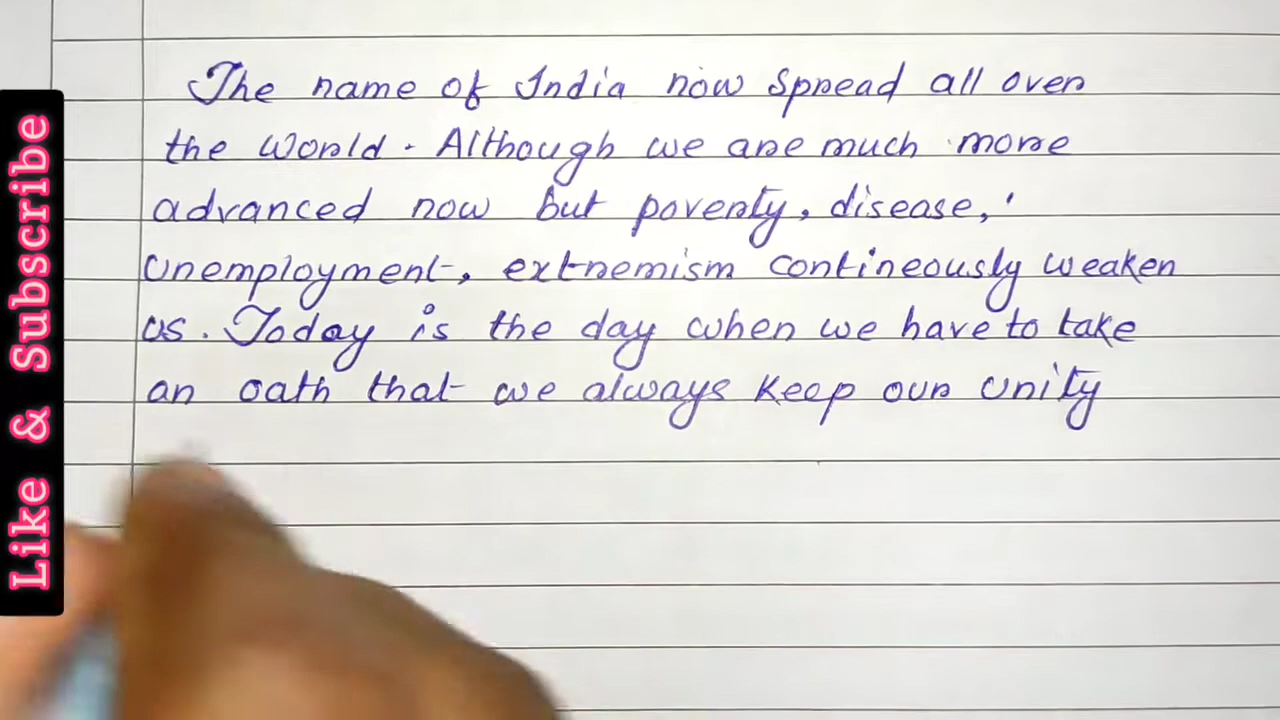 The name of India now spread all over
the world. Although we are much more
advanced now but poverty, disease,
unemployment, extremism contineously weaken
us. Today is the day when we have to take
an oath that we always keep our unity
Like & Subscribe